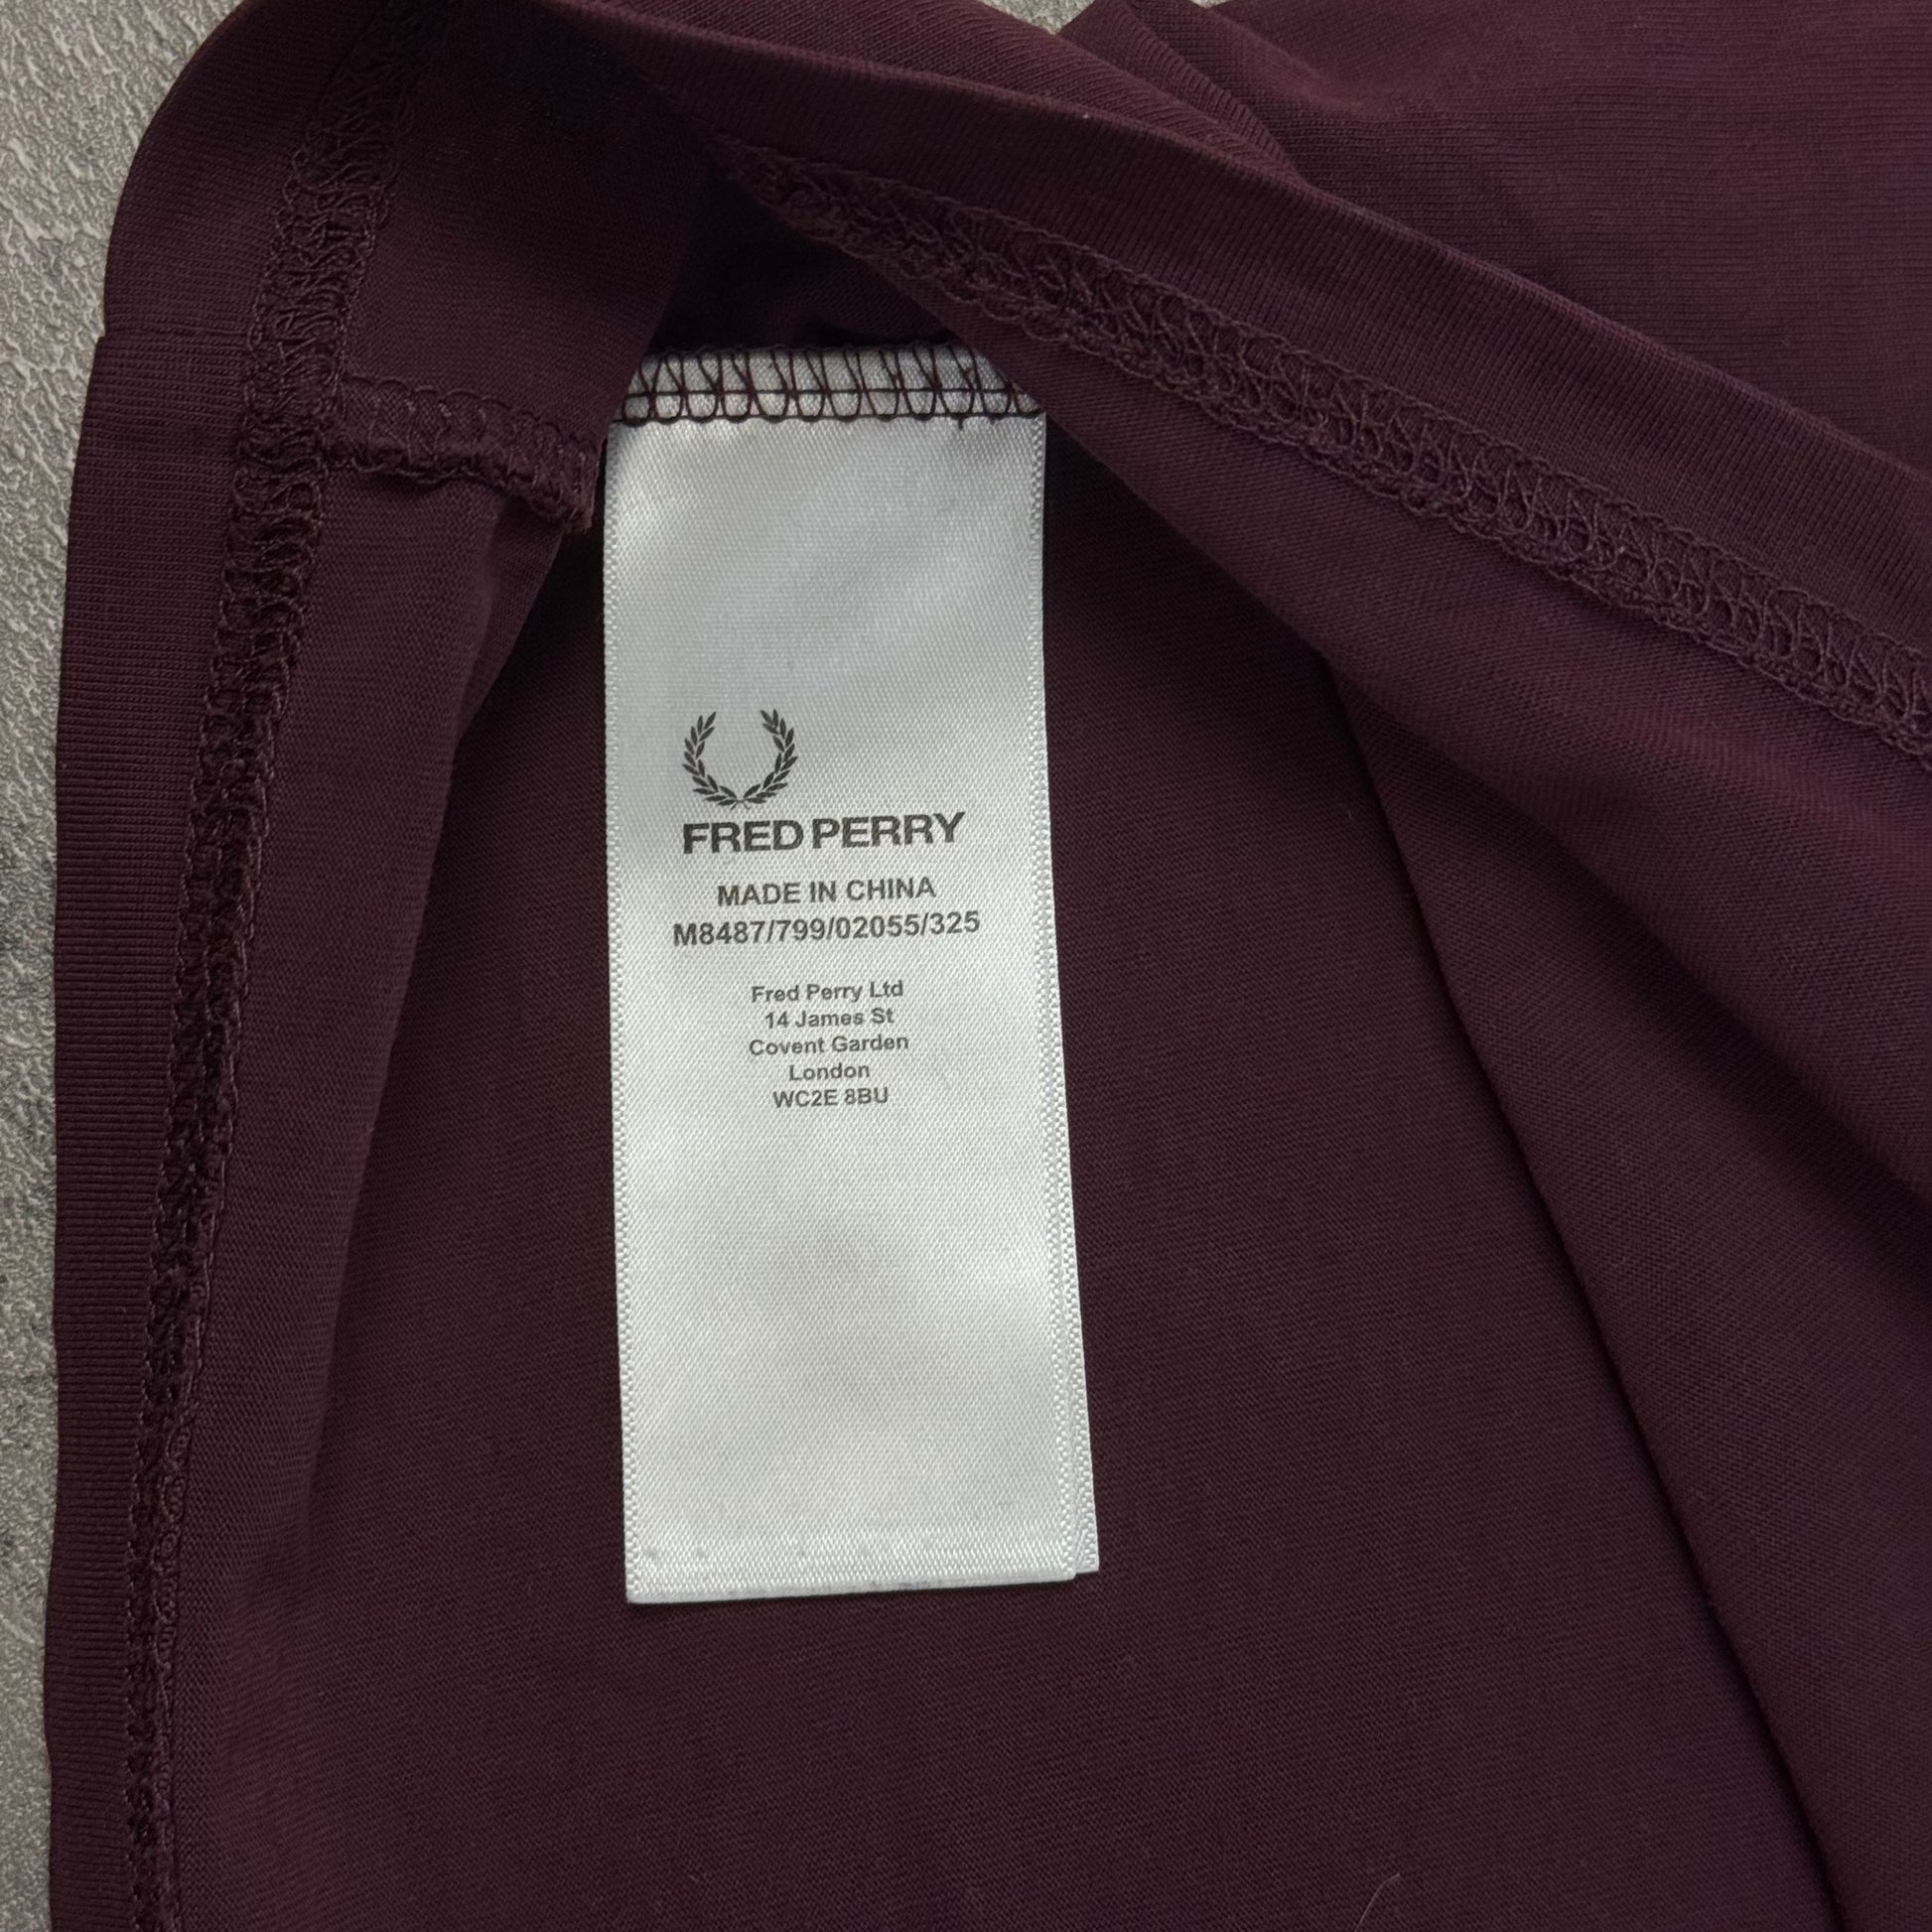 FRED PERRY
MADE IN CHINA
M8487/799/02055/325
Fred Perry Ltd
14 James St
Covent Garden
London
WC2E 8BU